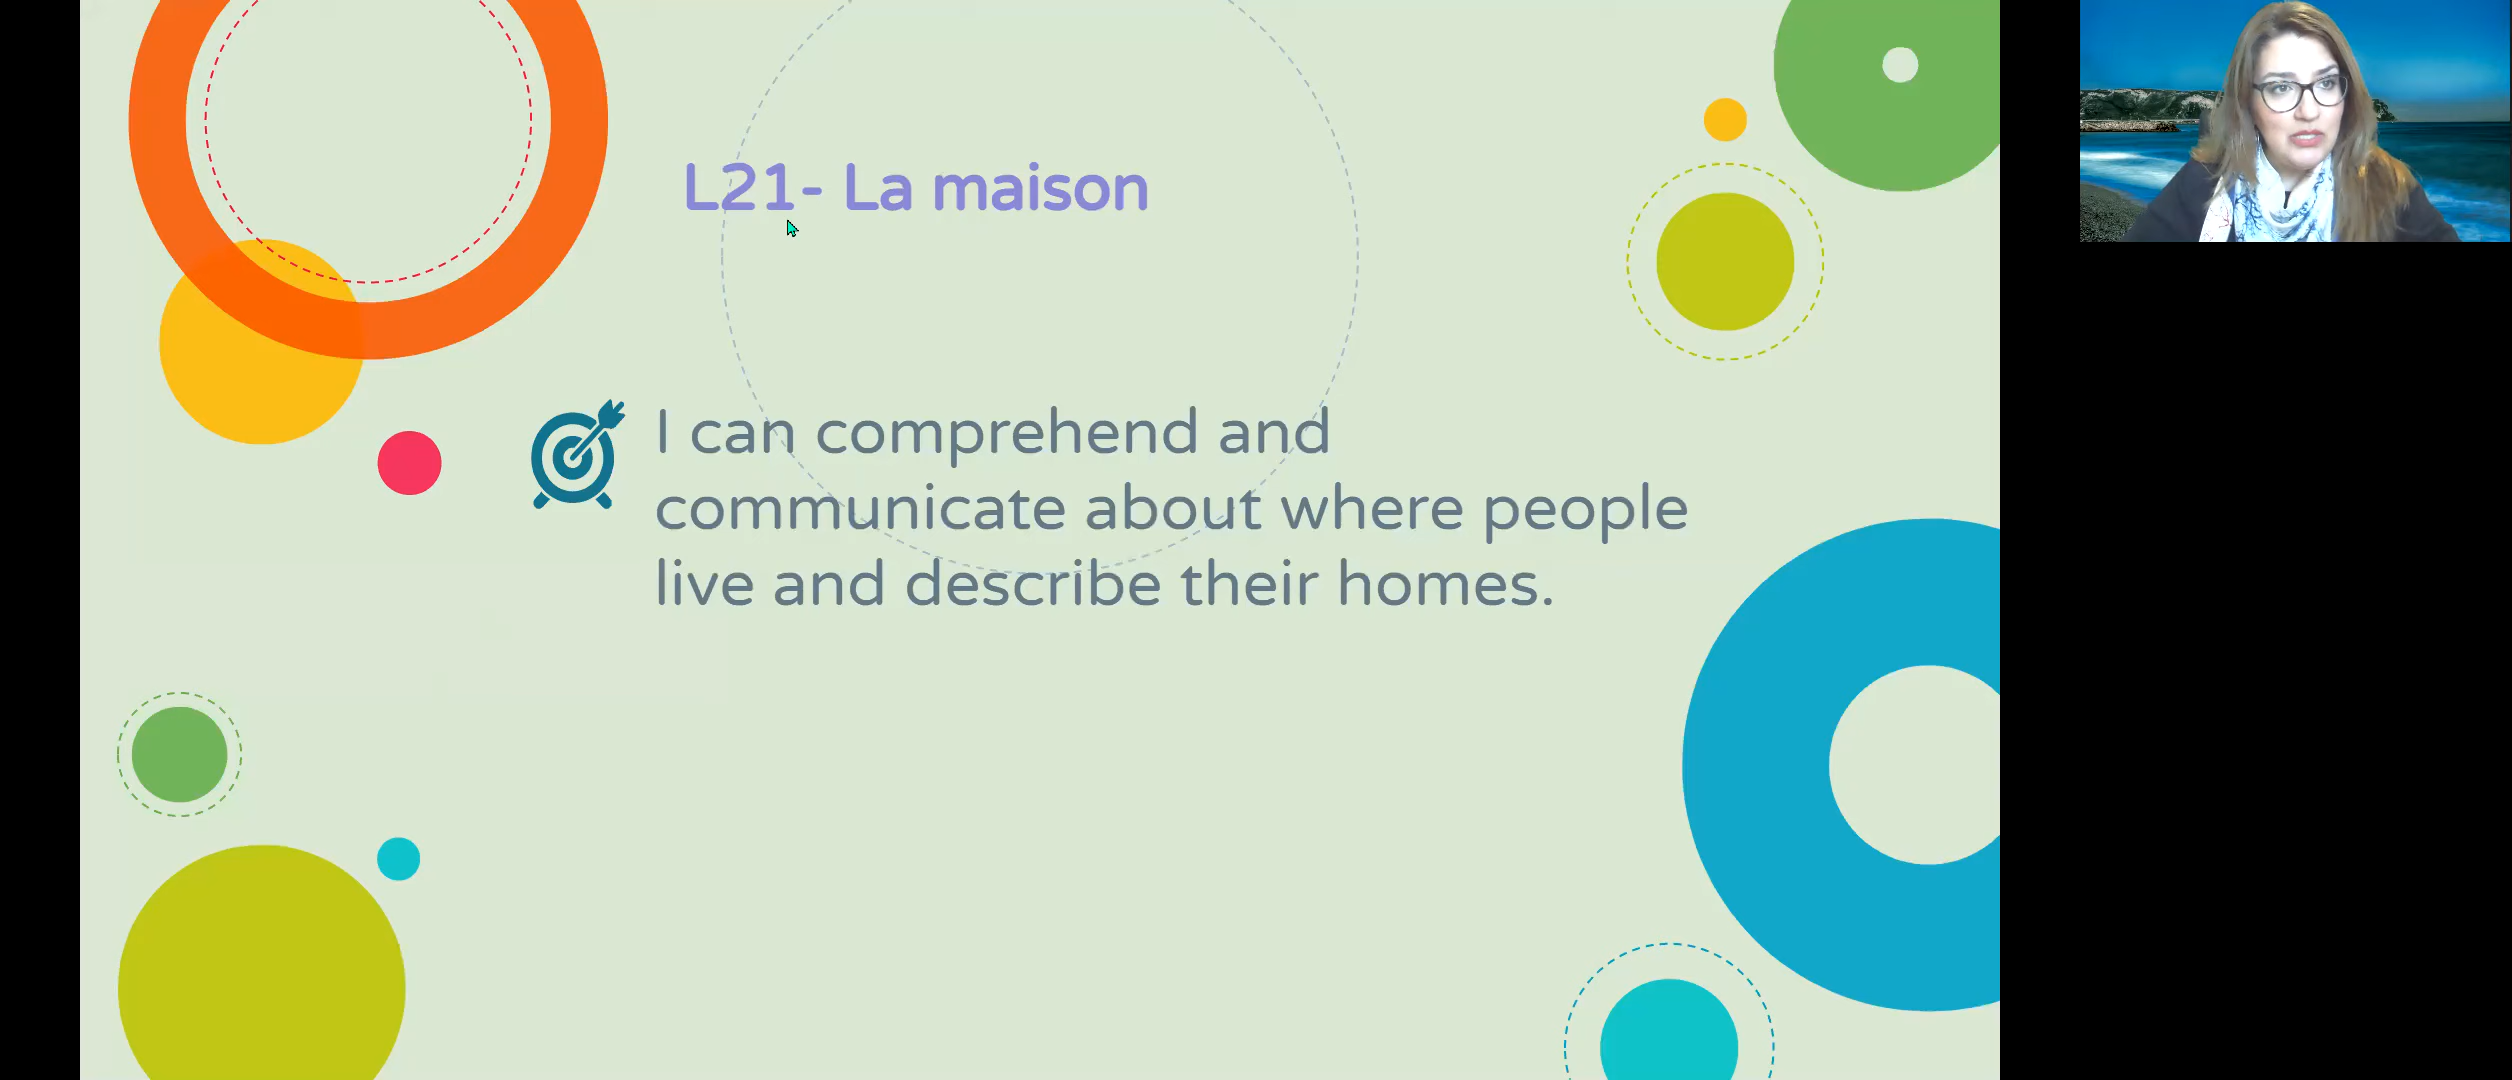 L21- La maison
I can comprehend and
communicate about where people
live and describe their homes.